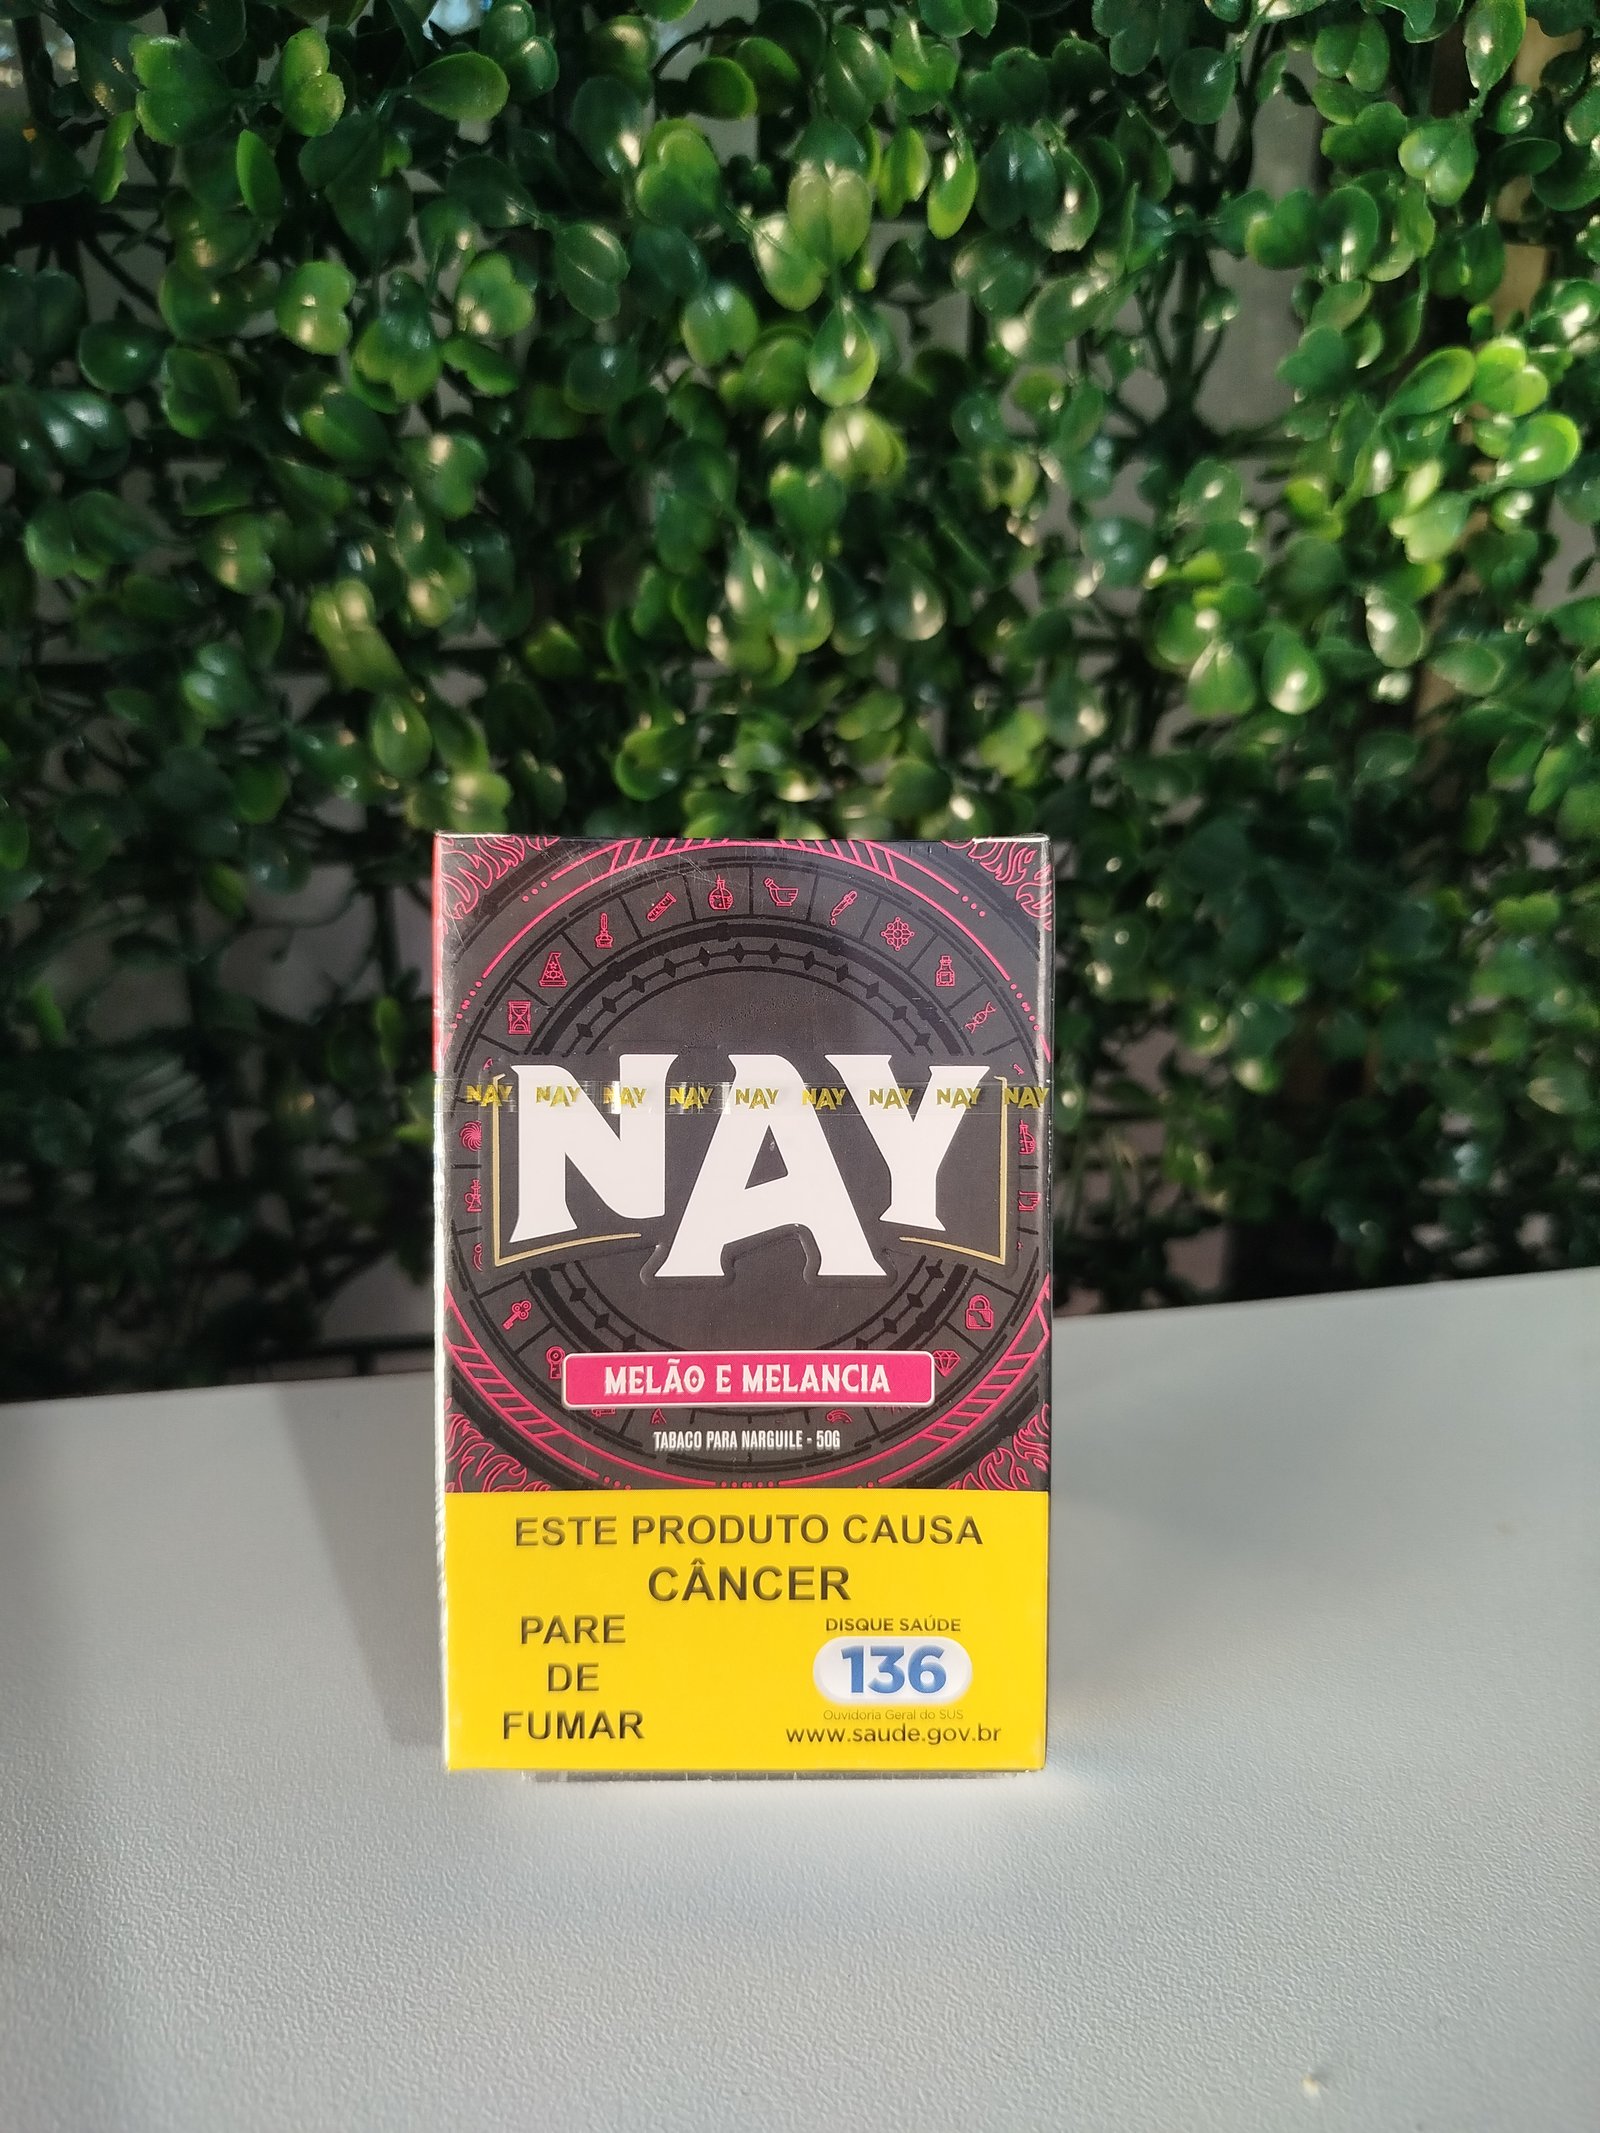 NAY NAY NAY NAY NAY NAY NAY NAY NAY
NAY
MELÃO E MELANCIA
TABACO PARA NARGUILE - 50G
ESTE PRODUTO CAUSA
CÂNCER
PARE
DE
FUMAR
DISQUE SAÚDE
136
Ouvidoria Geral do SUS
www.saude.gov.br